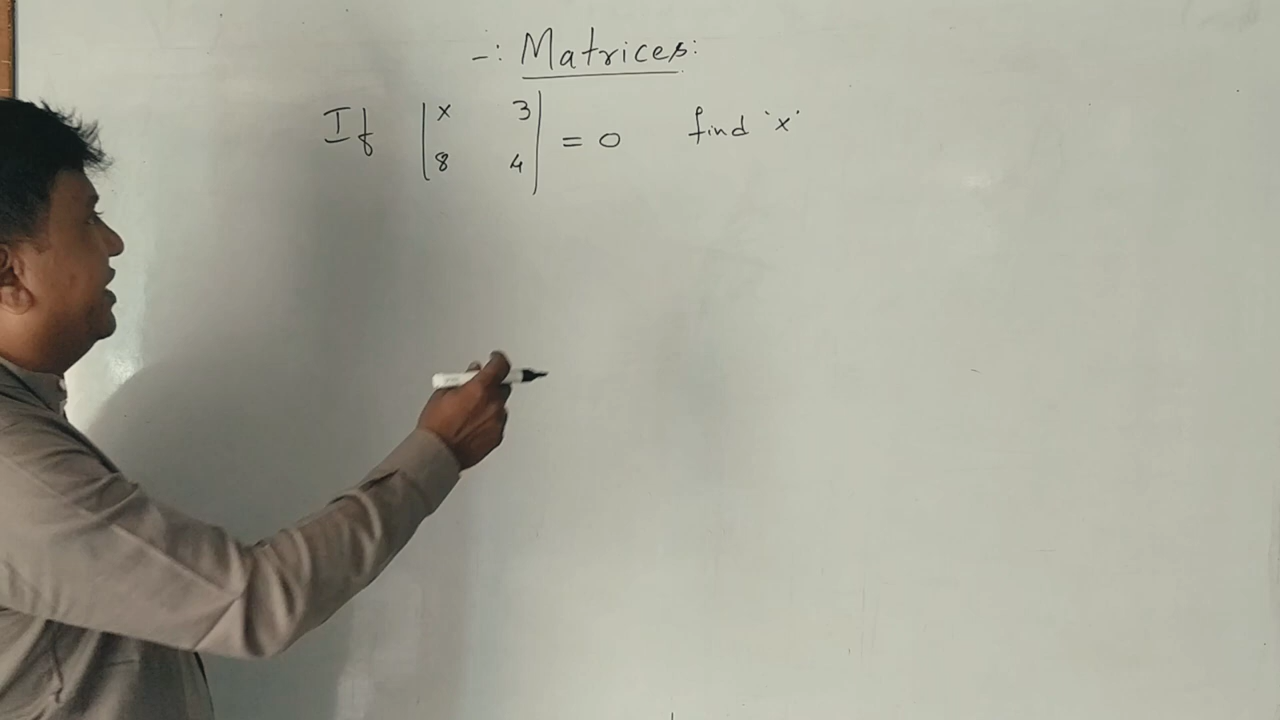 -: Matrices:
If | x 3 | = 0 find 'x'
| 8 4 |